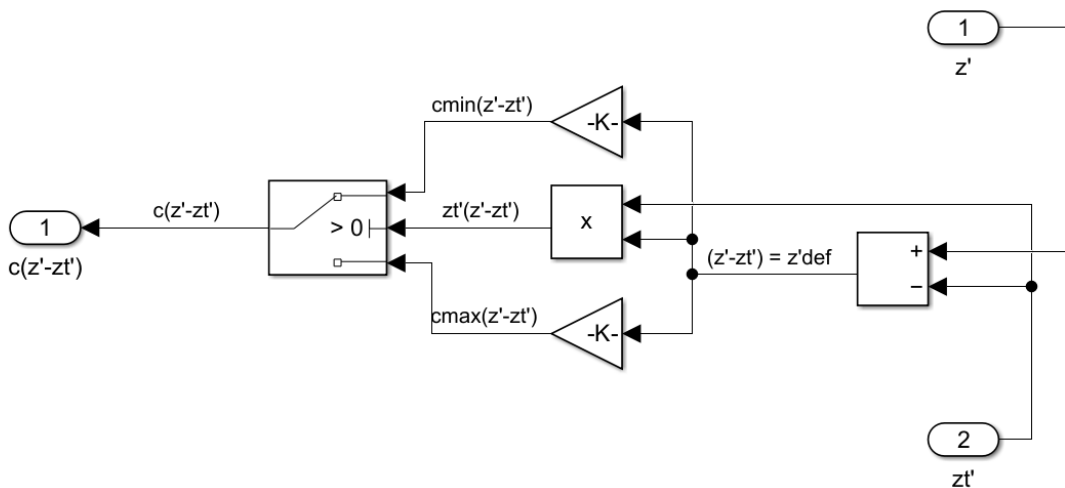 1
z'
cmin(z'-zt')
-K-
c(z'-zt')
1
c(z'-zt')
> 0
zt'(z'-zt')
x
(z'-zt') = z'def
+
−
cmax(z'-zt')
-K-
2
zt'